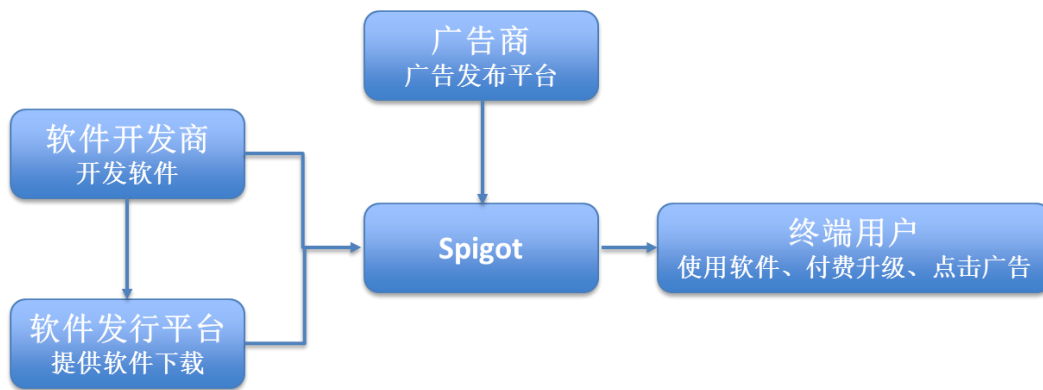 广告商
广告发布平台
软件开发商
开发软件
Spigot
终端用户
使用软件、付费升级、点击广告
软件发行平台
提供软件下载